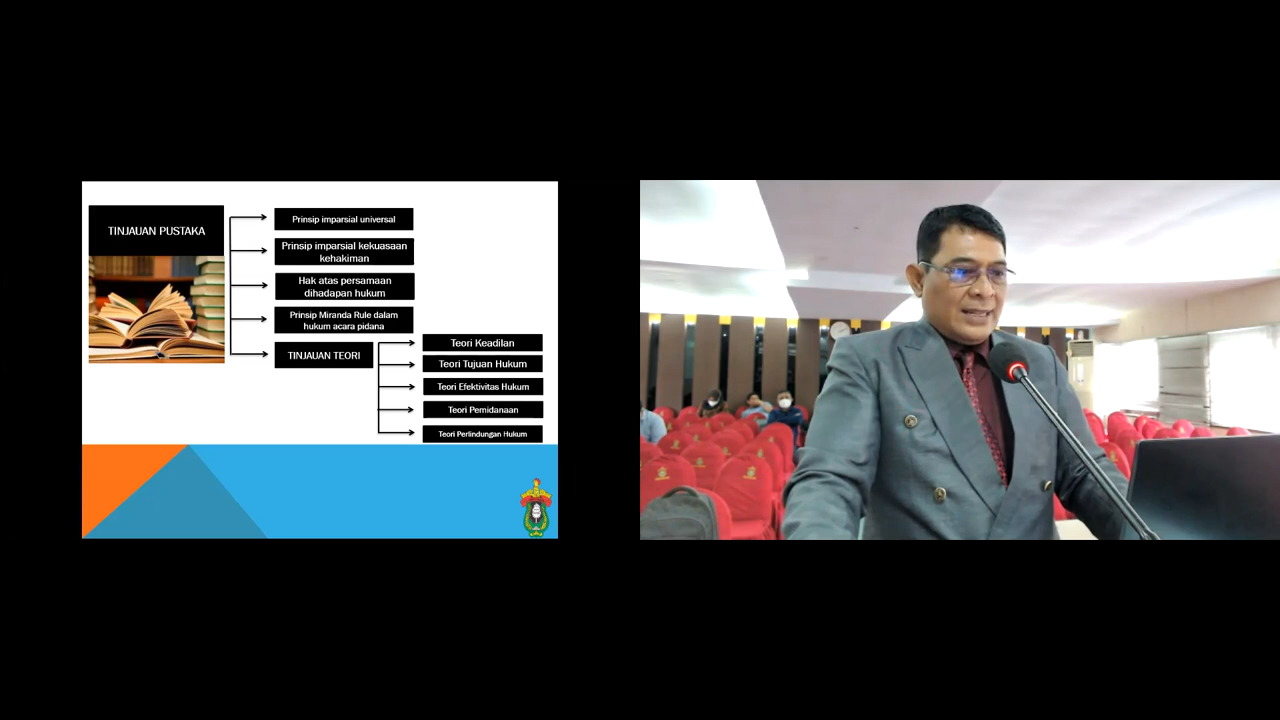 TINJAUAN PUSTAKA
Prinsip imparsial universal
Prinsip imparsial kekuasaan
kehakiman
Hak atas persamaan
dihadapan hukum
Prinsip Miranda Rule dalam
hukum acara pidana
TINJAUAN TEORI
Teori Keadilan
Teori Tujuan Hukum
Teori Efektivitas Hukum
Teori Pemidanaan
Teori Perlindungan Hukum